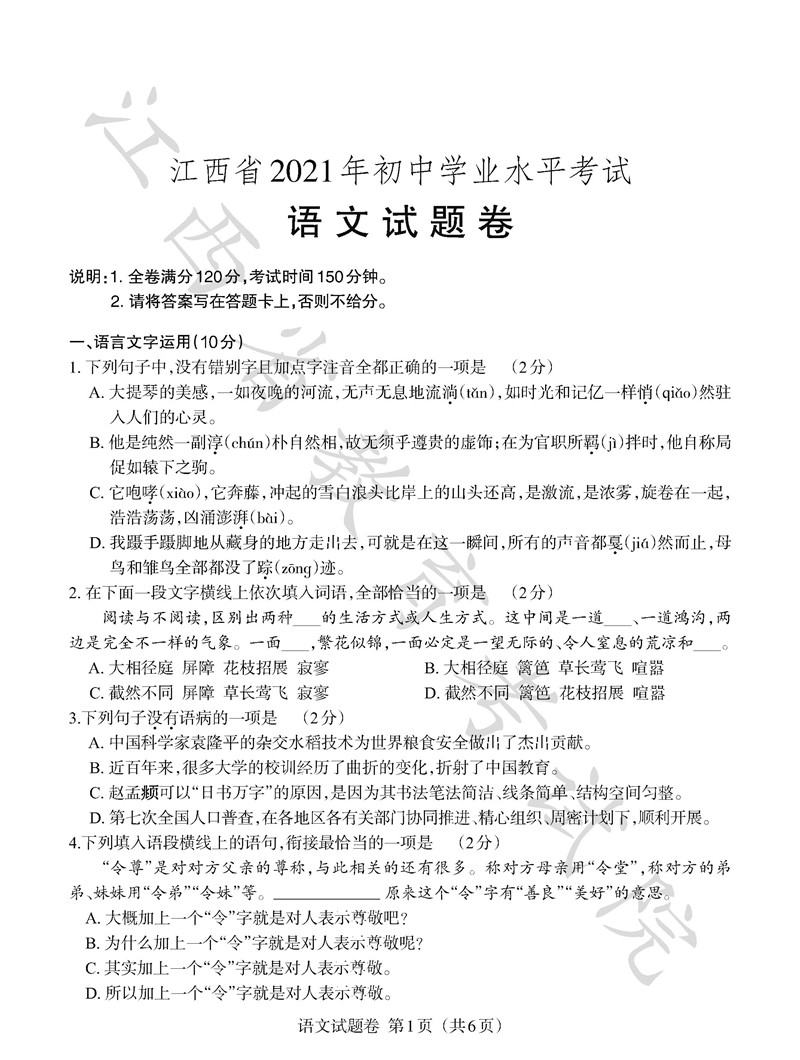 江西省2021年初中学业水平考试
语文试题卷
说明:1. 全卷满分120分,考试时间150分钟。
2. 请将答案写在答题卡上,否则不给分。
一、语言文字运用(10分)
1. 下列句子中,没有错别字且加点字注音全都正确的一项是 (2分)
A. 大提琴的美感,一如夜晚的河流,无声无息地流淌(tǎn),如时光和记亿一样悄(qiǎo)然驻
入人们的心灵。
B. 他是纯然一副淳(chún)朴自然相,故无须乎遵贵的虚饰;在为官职所羁(jì)拌时,他自称局
促如辕下之驹。
C. 它咆哮(xiào),它奔藤,冲起的雪白浪头比岸上的山头还高,是激流,是浓雾,旋卷在一起,
浩浩荡荡,凶涌澎湃(bài)。
D. 我蹑手蹑脚地从藏身的地方走出去,可就是在这一瞬间,所有的声音都戛(jiá)然而止,母
鸟和雏鸟全部都没了踪(zōng)迹。
2. 在下面一段文字横线上依次填入词语,全部恰当的一项是 (2分)
阅读与不阅读,区别出两种___的生活方式或人生方式。这中间是一道___、一道鸿沟,两
边是完全不一样的气象。一面___,繁花似锦,一面必定是一望无际的、令人窒息的荒凉和___。
A. 大相径庭 屏障 花枝招展 寂寥 B. 大相径庭 篱笆 草长莺飞 喧嚣
C. 截然不同 屏障 草长莺飞 寂寥 D. 截然不同 篱笆 花枝招展 喧嚣
3.下列句子没有语病的一项是 (2分)
A. 中国科学家袁隆平的杂交水稻技术为世界粮食安全做出了杰出贡献。
B. 近百年来,很多大学的校训经历了曲折的变化,折射了中国教育。
C. 赵孟頫可以“日书万字”的原因,是因为其书法笔法简洁、线条简单、结构空间匀整。
D. 第七次全国人口普查,在各地区各有关部门协同推进、精心组织、周密计划下,顺利开展。
4.下列填入语段横线上的语句,衔接最恰当的一项是 (2分)
“令尊”是对对方父亲的尊称,与此相关的还有很多。称对方母亲用“令堂”,称对方的弟
弟、妹妹用“令弟”“令妹”等。____________原来这个“令”字有“善良”“美好”的意思。
A. 大概加上一个“令”字就是对人表示尊敬吧?
B. 为什么加上一个“令”字就是对人表示尊敬呢?
C. 其实加上一个“令”字就是对人表示尊敬。
D. 所以加上一个“令”字就是对人表示尊敬。
语文试题卷 第1页(共6页)
江西省教育考试院